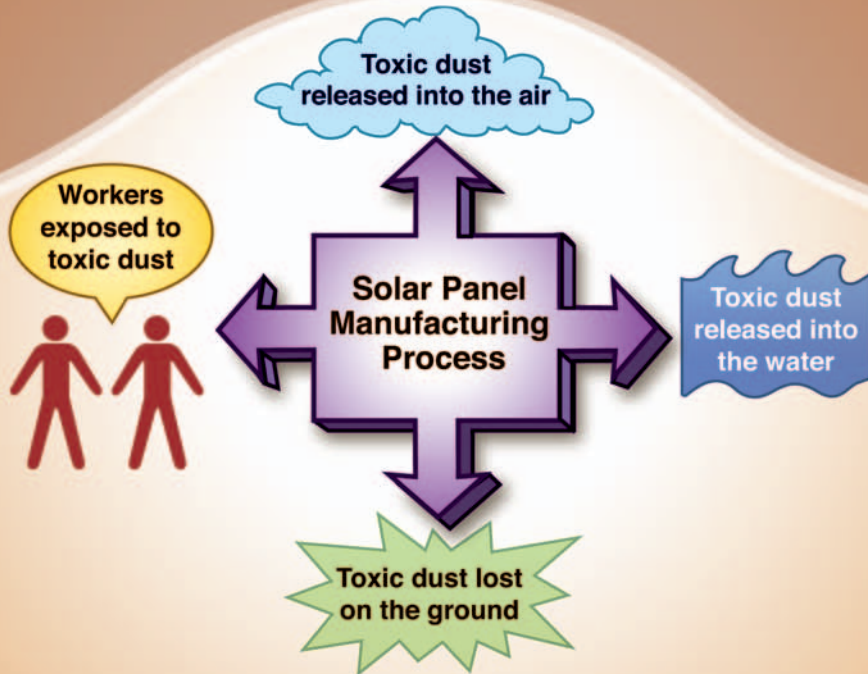 Toxic dust
released into the air
Workers
exposed to
toxic dust
Solar Panel
Manufacturing
Process
Toxic dust
released into
the water
Toxic dust lost
on the ground